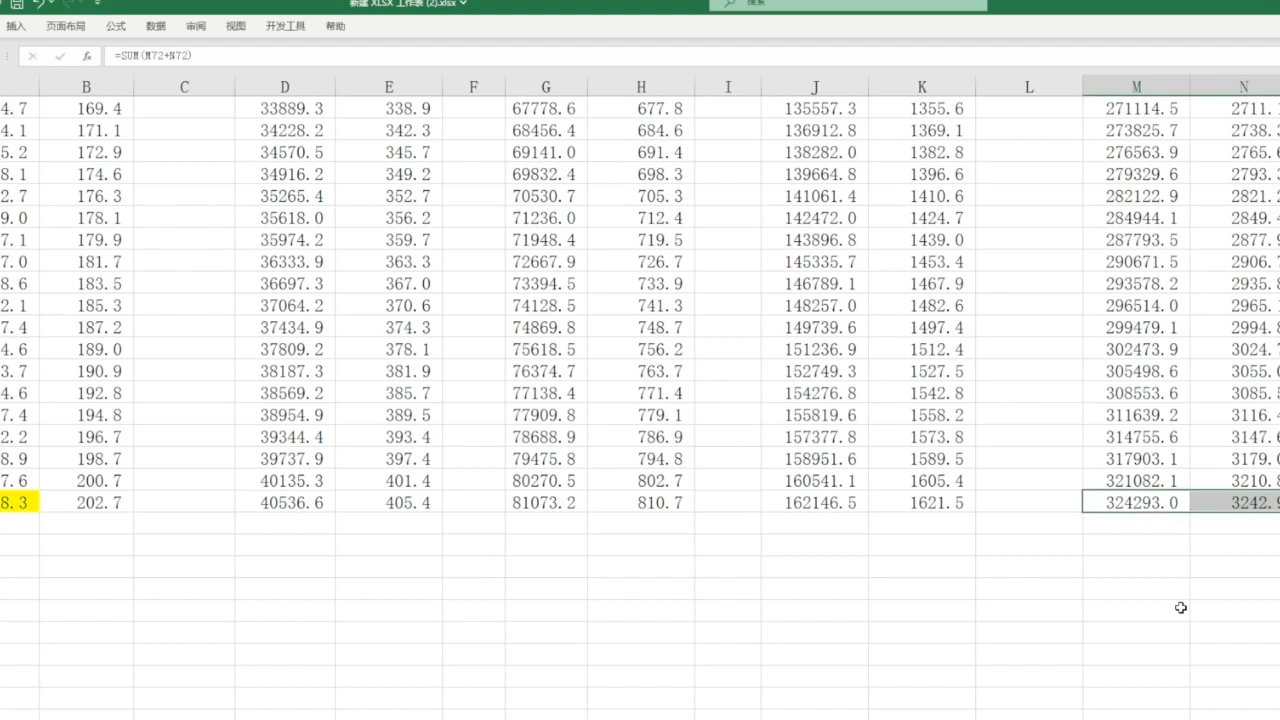 新建 XLSX 工作表 (2).xlsx
搜索
插入 页面布局 公式 数据 审阅 视图 开发工具 帮助
=SUM(M72+N72)
B C D E F G H I J K L M N
4.7 169.4 33889.3 338.9 67778.6 677.8 135557.3 1355.6 271114.5 2711.
4.1 171.1 34228.2 342.3 68456.4 684.6 136912.8 1369.1 273825.7 2738.
5.2 172.9 34570.5 345.7 69141.0 691.4 138282.0 1382.8 276563.9 2765.
8.1 174.6 34916.2 349.2 69832.4 698.3 139664.8 1396.6 279329.6 2793.
2.7 176.3 35265.4 352.7 70530.7 705.3 141061.4 1410.6 282122.9 2821.
9.0 178.1 35618.0 356.2 71236.0 712.4 142472.0 1424.7 284944.1 2849.
7.1 179.9 35974.2 359.7 71948.4 719.5 143896.8 1439.0 287793.5 2877.
7.0 181.7 36333.9 363.3 72667.9 726.7 145335.7 1453.4 290671.5 2906.
8.6 183.5 36697.3 367.0 73394.5 733.9 146789.1 1467.9 293578.2 2935.
2.1 185.3 37064.2 370.6 74128.5 741.3 148257.0 1482.6 296514.0 2965.
7.4 187.2 37434.9 374.3 74869.8 748.7 149739.6 1497.4 299479.1 2994.
4.6 189.0 37809.2 378.1 75618.5 756.2 151236.9 1512.4 302473.9 3024.
3.7 190.9 38187.3 381.9 76374.7 763.7 152749.3 1527.5 305498.6 3055.
4.6 192.8 38569.2 385.7 77138.4 771.4 154276.8 1542.8 308553.6 3085.
7.4 194.8 38954.9 389.5 77909.8 779.1 155819.6 1558.2 311639.2 3116.
2.2 196.7 39344.4 393.4 78688.9 786.9 157377.8 1573.8 314755.6 3147.
8.9 198.7 39737.9 397.4 79475.8 794.8 158951.6 1589.5 317903.1 3179.
7.6 200.7 40135.3 401.4 80270.5 802.7 160541.1 1605.4 321082.1 3210.
8.3 202.7 40536.6 405.4 81073.2 810.7 162146.5 1621.5 324293.0 3242.